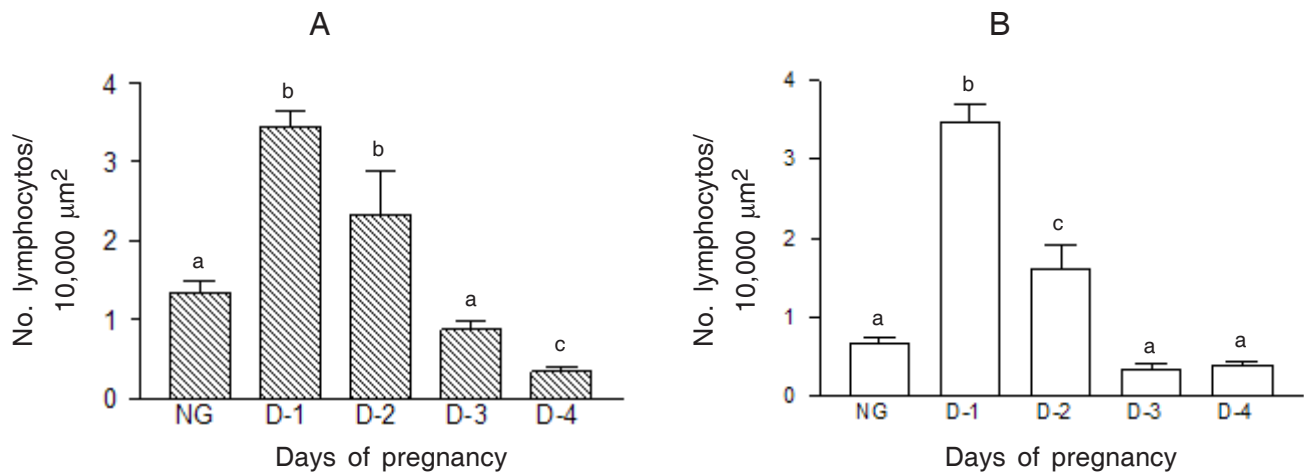 A
No. lymphocytos/
10,000 μm2
4
3
2
1
0
a
b
b
a
c
NG D-1 D-2 D-3 D-4
Days of pregnancy
B
No. lymphocytos/
10,000 μm2
4
3
2
1
0
a
b
c
a
a
NG D-1 D-2 D-3 D-4
Days of pregnancy